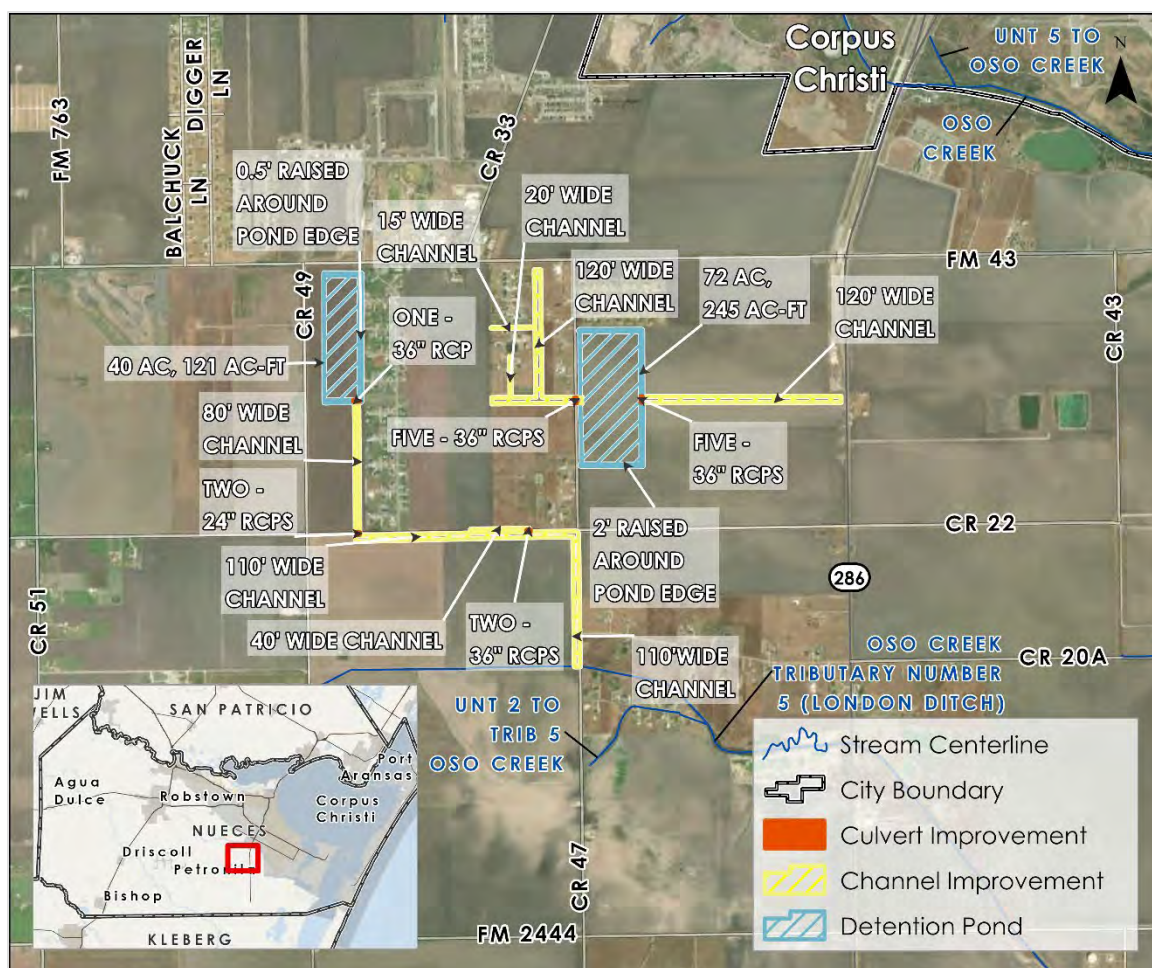 Corpus
Christi
UNT 5 TO
OSO CREEK
N
OSO
CREEK
FM 763
BALCHUCK
LN
DIGGER
LN
CR 33
0.5' RAISED
AROUND
POND EDGE
15' WIDE
CHANNEL
20' WIDE
CHANNEL
FM 43
CR 49
120' WIDE
CHANNEL
72 AC,
245 AC-FT
120' WIDE
CHANNEL
CR 43
ONE -
36" RCP
40 AC, 121 AC-FT
80' WIDE
CHANNEL
FIVE - 36" RCPS
FIVE -
36" RCPS
TWO -
24" RCPS
CR 22
110' WIDE
CHANNEL
2' RAISED
AROUND
POND EDGE
286
CR 51
40' WIDE CHANNEL
TWO -
36" RCPS
110'WIDE
CHANNEL
OSO CREEK
TRIBUTARY NUMBER
5 (LONDON DITCH)
CR 20A
UNT 2 TO
TRIB 5
OSO CREEK
CR 47
FM 2444
JIM
WELLS
SAN PATRICIO
Port
Aransas
Agua
Dulce
Robstown
Corpus
Christi
NUECES
Driscoll
Petronila
Bishop
KLEBERG
Stream Centerline
City Boundary
Culvert Improvement
Channel Improvement
Detention Pond